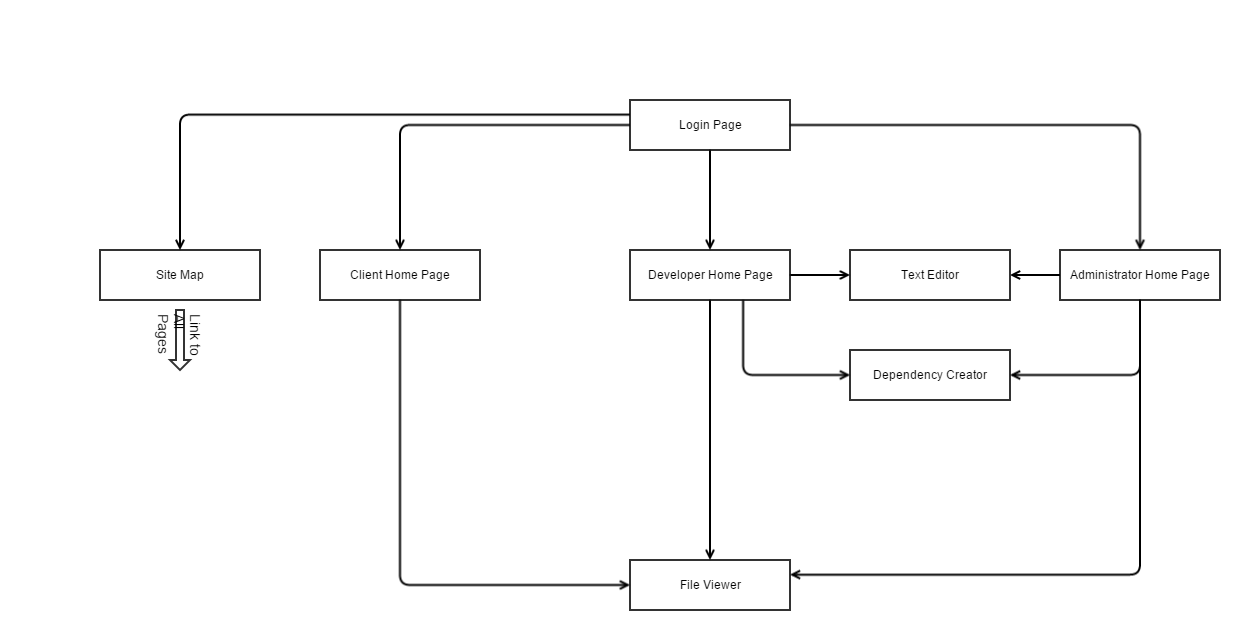 Login Page
Site Map
Client Home Page
Developer Home Page
Text Editor
Administrator Home Page
Link to
All
Pages
Dependency Creator
File Viewer